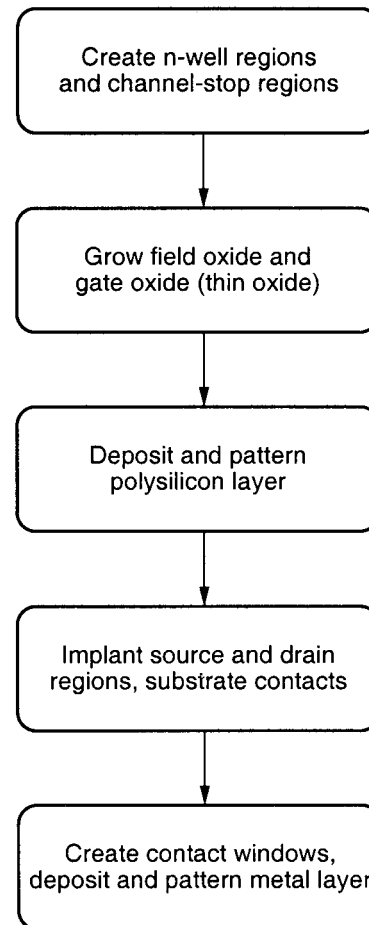 Create n-well regions
and channel-stop regions
Grow field oxide and
gate oxide (thin oxide)
Deposit and pattern
polysilicon layer
Implant source and drain
regions, substrate contacts
Create contact windows,
deposit and pattern metal layer